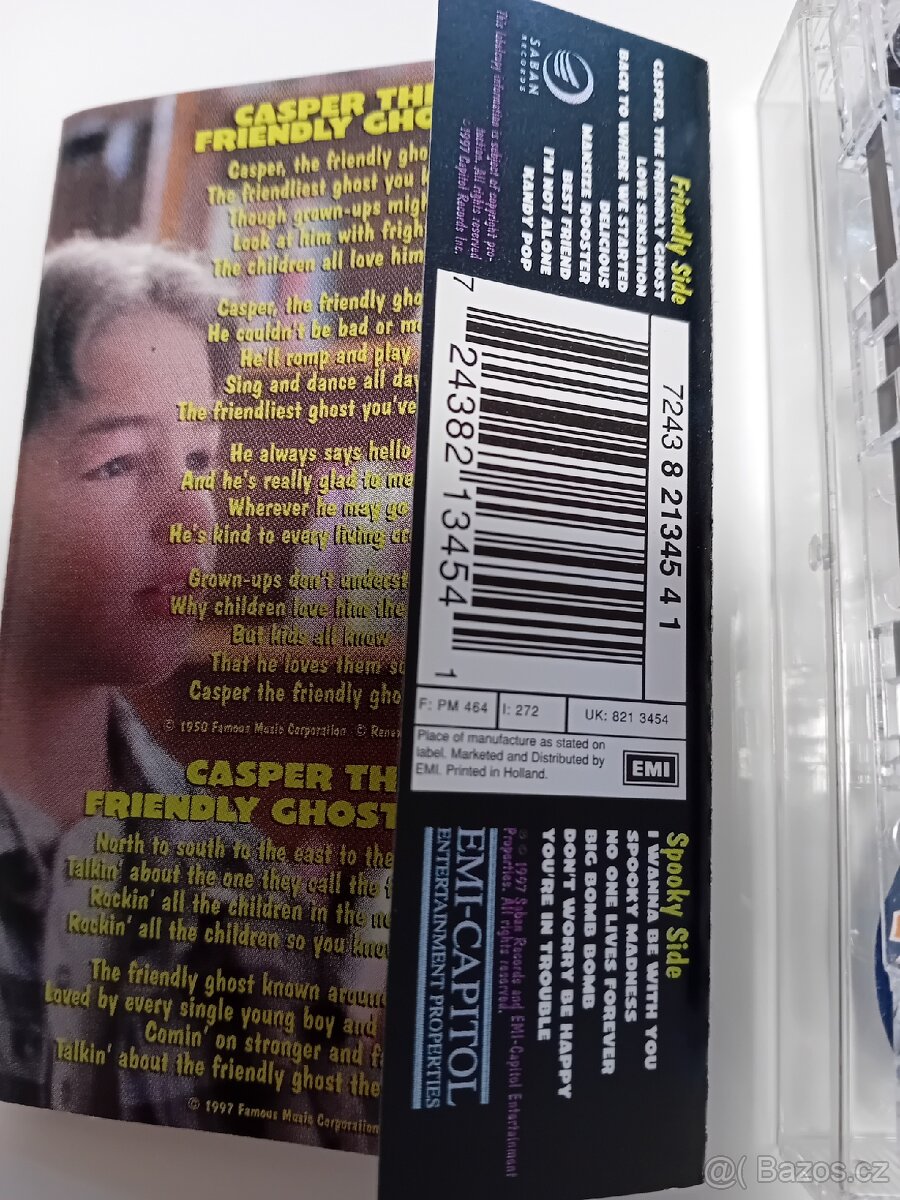 CASPER THE
FRIENDLY GHO
Casper, the friendly gho
The friendliest ghost you k
Though grown-ups migh
Look at him with frigh
The children all love him
Casper, the friendly gho
He couldn't be bad or me
He'll romp and play
Sing and dance all day
The friendliest ghost you've
He always says hello
And he's really glad to me
Wherever he may go
He's kind to every living cre
Grown-ups don't underst
Why children love him the
But kids all know
That he loves them so
Casper the friendly gho
© 1950 Famous Music Corporation © Renew
CASPER TH
FRIENDLY GHOST
North to south to the east to the
Talkin' about the one they call the f
Rockin' all the children in the
Rockin' all the children so you know
The friendly ghost known aroun
Loved by every single young boy and
Comin' on stronger and
Talkin' about the friendly ghost the
© 1997 Famous Music Corporation
Friendly Side
CASPER, THE FRIENDLY GHOST
LOVE SENSATION
BACK TO WHERE WE STARTED
DELICIOUS
MINUTE BOOSTER
BEST FRIEND
I'M NOT ALONE
KANDY POP
SABAN
RECORDS
This inlaycopy information is subject of copyright pro-
tection. All rights reserved
© 1997 Capitol Records Inc.
7243 8 21345 4 1
7 24382 13454 1
F: PM 464
I: 272
UK: 821 3454
Place of manufacture as stated on
label. Marketed and Distributed by
EMI. Printed in Holland.
EMI
Spooky Side
I WANNA BE WITH YOU
SPOOKY MADNESS
NO ONE LIVES FOREVER
BIG BOMB BOMB
DON'T WORRY BE HAPPY
YOU'RE IN TROUBLE
℗ © 1997 Saban Records and EMI-Capitol Entertainment
Properties. All rights reserved.
EMI-CAPITOL
ENTERTAINMENT PROPERTIES
@( Bazos.cz